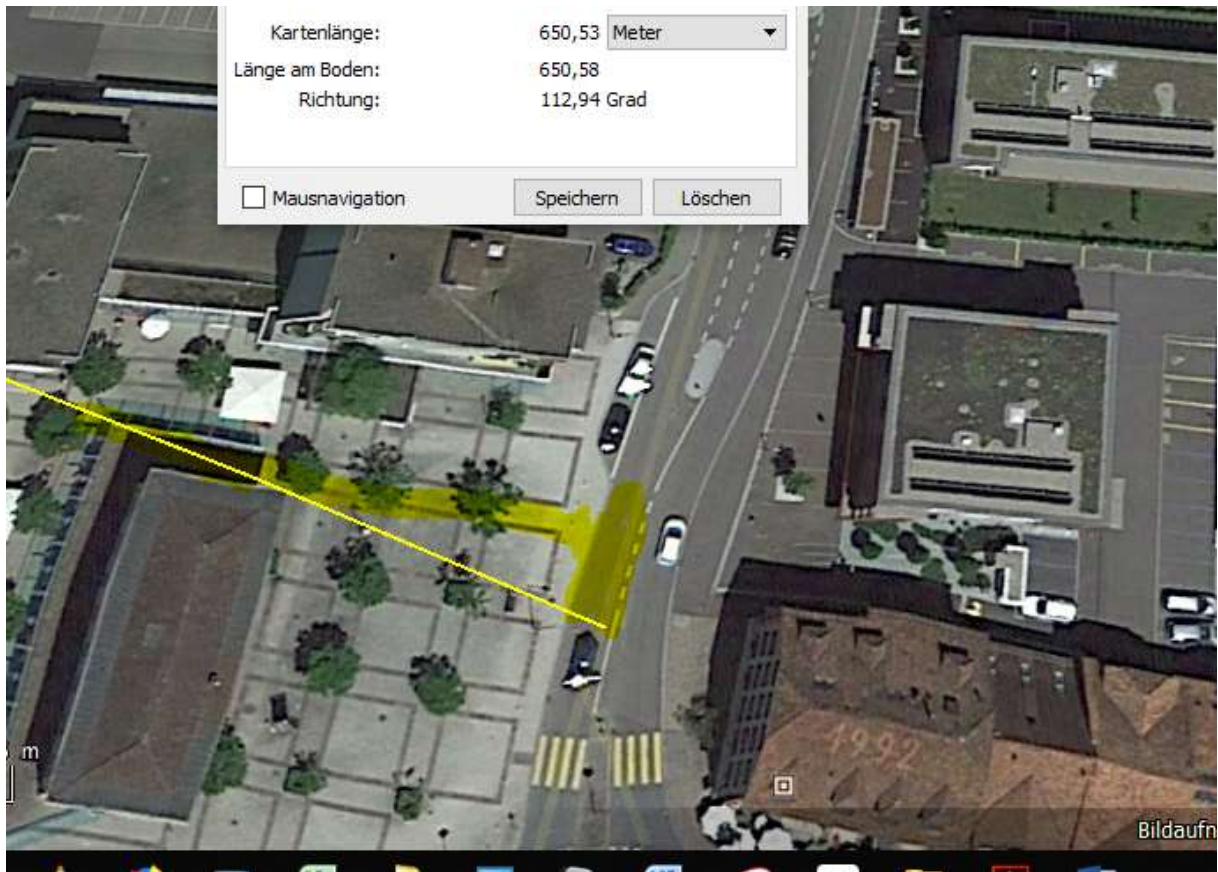 Kartenlänge: 650,53 Meter
Länge am Boden: 650,58
Richtung: 112,94 Grad
Mausnavigation Speichern Löschen
m
1992
Bildaufn